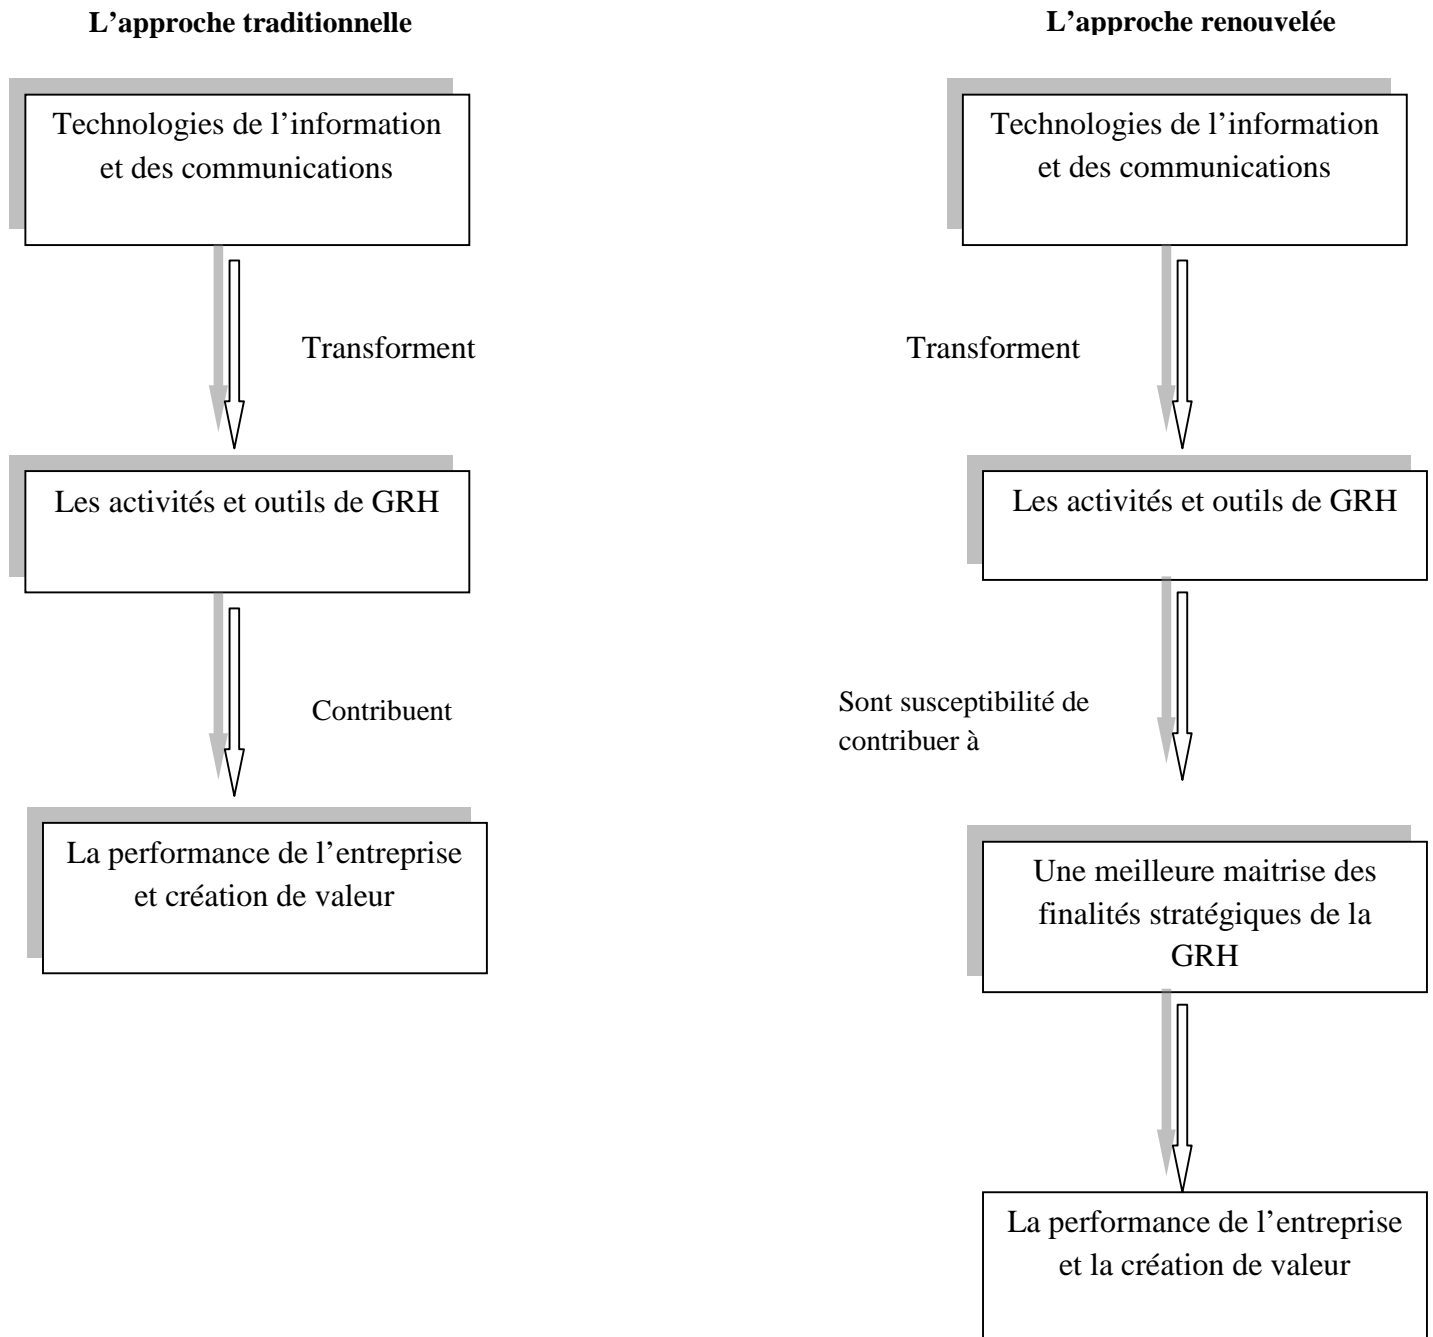 L’approche traditionnelle
Technologies de l’information
et des communications
Transforment
Les activités et outils de GRH
Contribuent
La performance de l’entreprise
et création de valeur
L’approche renouvelée
Technologies de l’information
et des communications
Transforment
Les activités et outils de GRH
Sont susceptibilité de
contribuer à
Une meilleure maitrise des
finalités stratégiques de la
GRH
La performance de l’entreprise
et la création de valeur